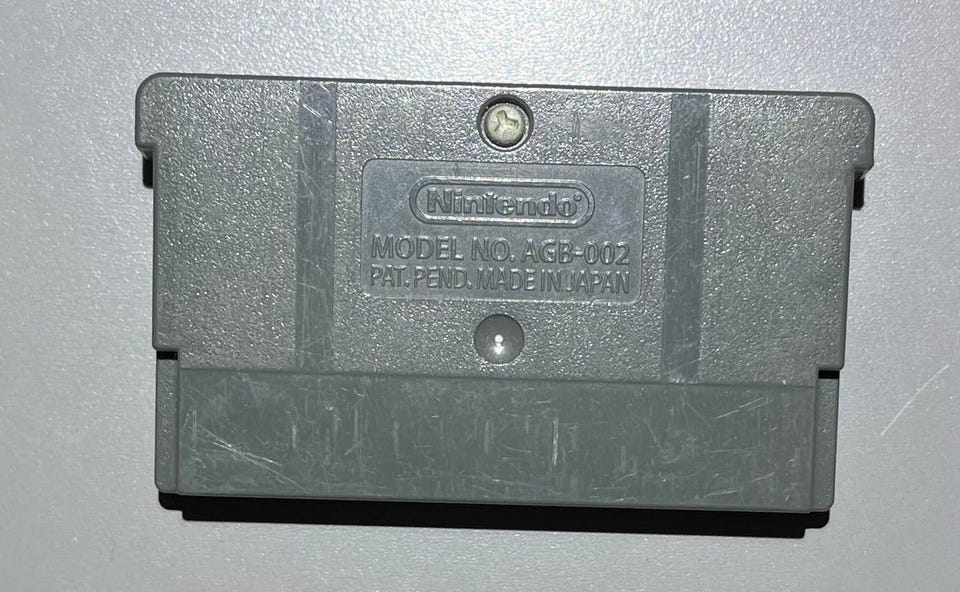 Nintendo®
MODEL NO. AGB-002
PAT. PEND. MADE IN JAPAN